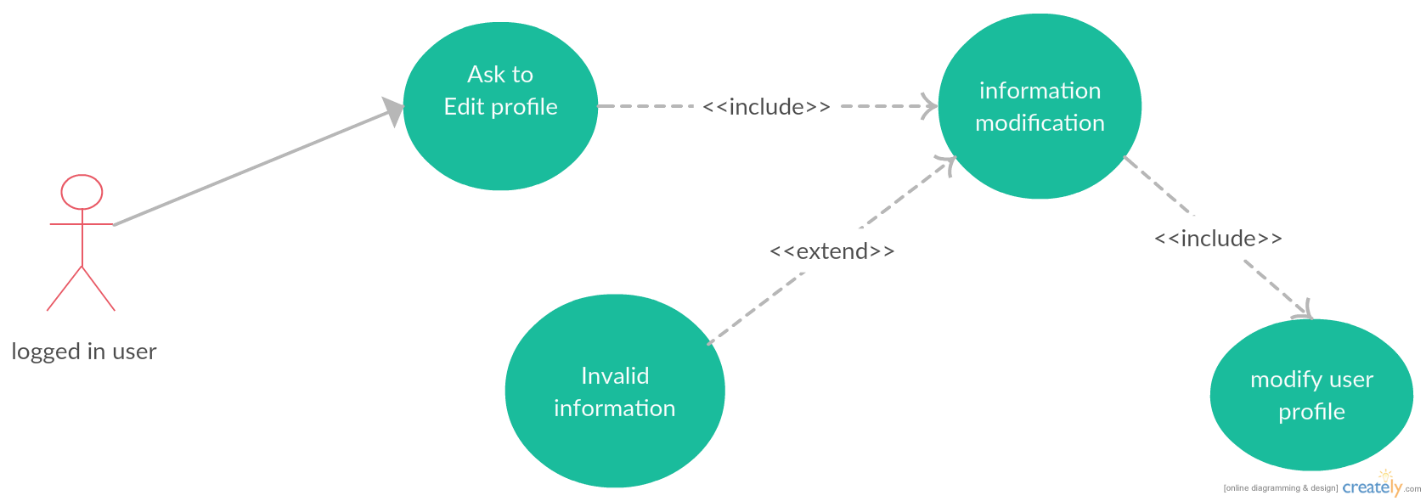 Ask to
Edit profile
<<include>>
information
modification
<<extend>>
<<include>>
logged in user
Invalid
information
modify user
profile
[online diagramming & design] creately.com